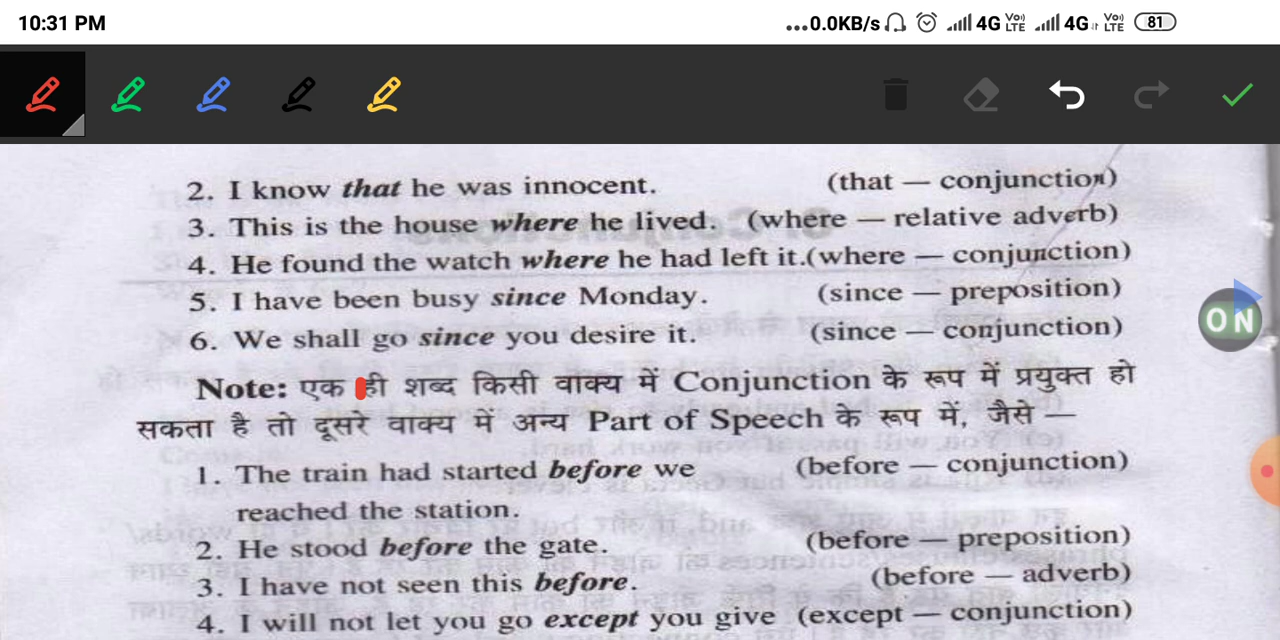 10:31 PM ...0.0KB/s 4G VoI) LTE 4G VoI) LTE 81
2. I know that he was innocent. (that — conjunction)
3. This is the house where he lived. (where — relative adverb)
4. He found the watch where he had left it.(where — conjunction)
5. I have been busy since Monday. (since — preposition)
6. We shall go since you desire it. (since — conjunction)
ON
Note: एक ही शब्द किसी वाक्य में Conjunction के रूप में प्रयुक्त हो
सकता है तो दूसरे वाक्य में अन्य Part of Speech के रूप में, जैसे —
1. The train had started before we (before — conjunction)
reached the station.
2. He stood before the gate. (before — preposition)
3. I have not seen this before. (before — adverb)
4. I will not let you go except you give (except — conjunction)